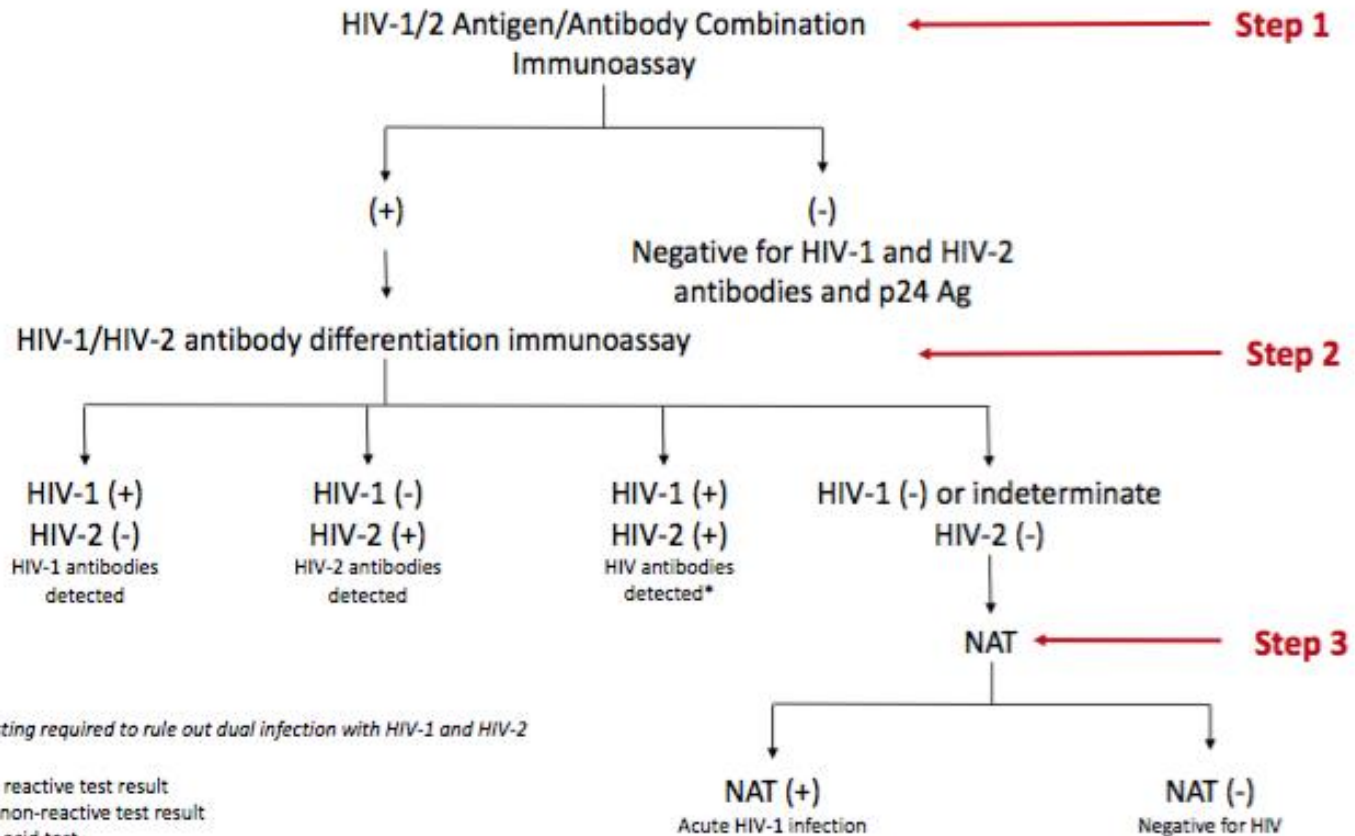 HIV-1/2 Antigen/Antibody Combination
Immunoassay
Step 1
(+)
(-)
Negative for HIV-1 and HIV-2
antibodies and p24 Ag
HIV-1/HIV-2 antibody differentiation immunoassay
Step 2
HIV-1 (+)
HIV-2 (-)
HIV-1 antibodies
detected
HIV-1 (-)
HIV-2 (+)
HIV-2 antibodies
detected
HIV-1 (+)
HIV-2 (+)
HIV antibodies
detected*
HIV-1 (-) or indeterminate
HIV-2 (-)
NAT
Step 3
required to rule out dual infection with HIV-1 and HIV-2
reactive test result
non-reactive test result
NAT (+)
Acute HIV-1 infection
NAT (-)
Negative for HIV